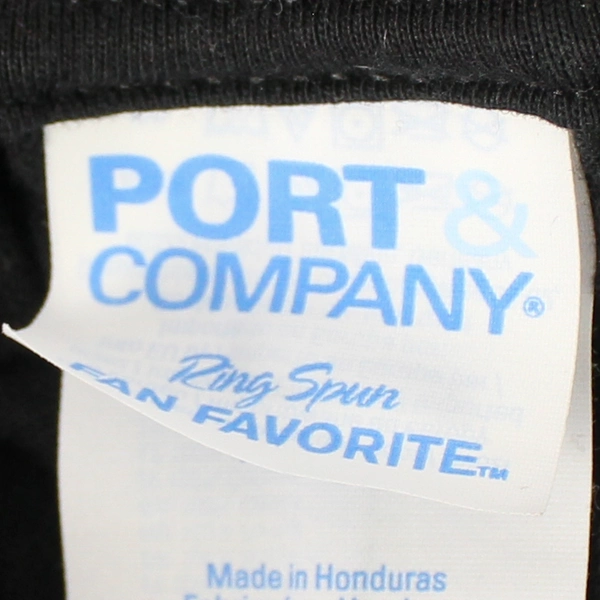 PORT &
COMPANY®
Ring Spun
FAN FAVORITE™
Made in Honduras